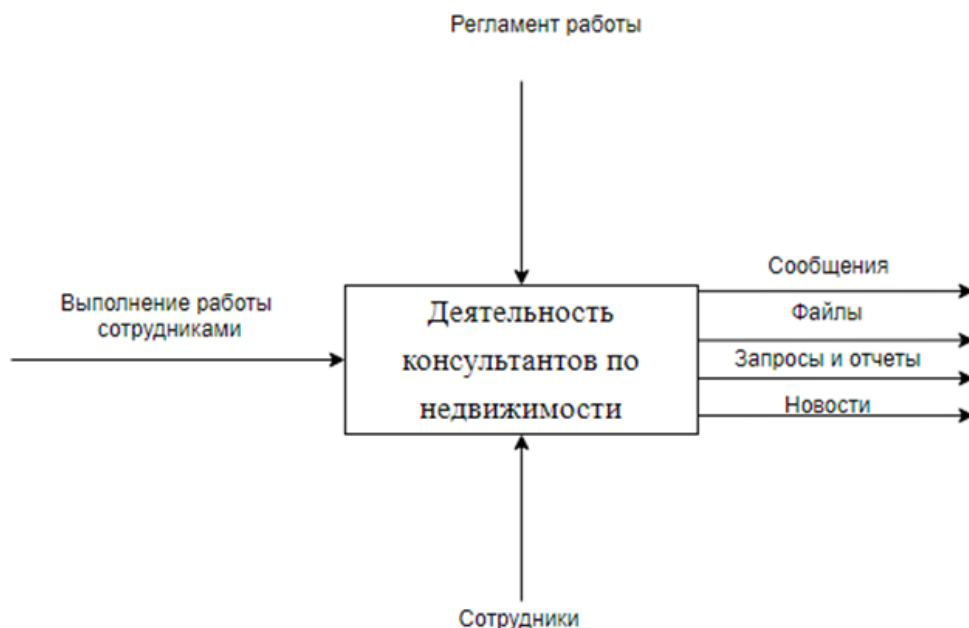 Регламент работы
Выполнение работы
сотрудниками
Деятельность
консультантов по
недвижимости
Сообщения
Файлы
Запросы и отчеты
Новости
Сотрудники